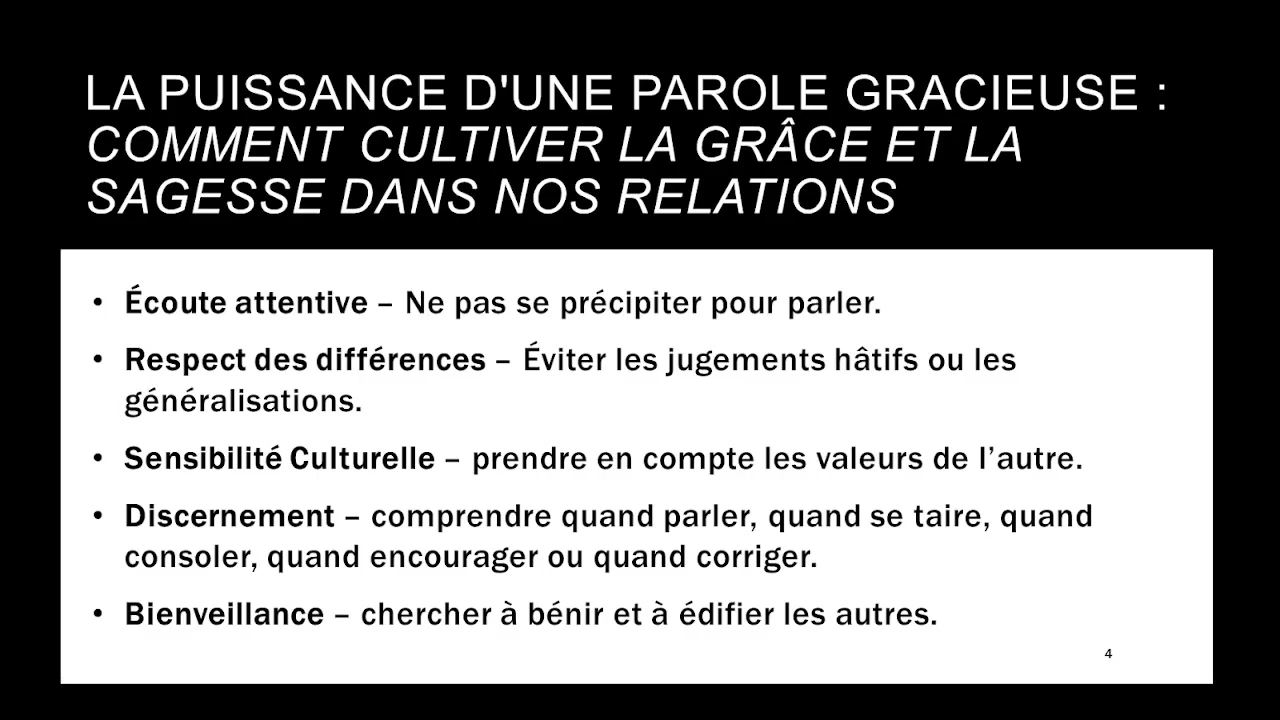 LA PUISSANCE D'UNE PAROLE GRACIEUSE :
COMMENT CULTIVER LA GRÂCE ET LA
SAGESSE DANS NOS RELATIONS
• Écoute attentive – Ne pas se précipiter pour parler.
• Respect des différences – Éviter les jugements hâtifs ou les
généralisations.
• Sensibilité Culturelle – prendre en compte les valeurs de l’autre.
• Discernement – comprendre quand parler, quand se taire, quand
consoler, quand encourager ou quand corriger.
• Bienveillance – chercher à bénir et à édifier les autres.
4